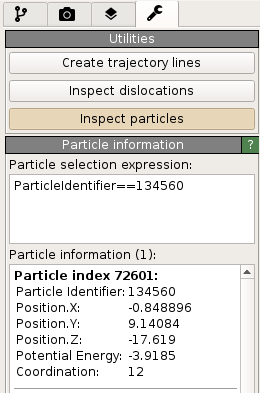 Utilities
Create trajectory lines
Inspect dislocations
Inspect particles
Particle information ?
Particle selection expression:
ParticleIdentifier==134560
Particle information (1):
Particle index 72601:
Particle Identifier: 134560
Position.X: -0.848896
Position.Y: 9.14084
Position.Z: -17.619
Potential Energy: -3.9185
Coordination: 12